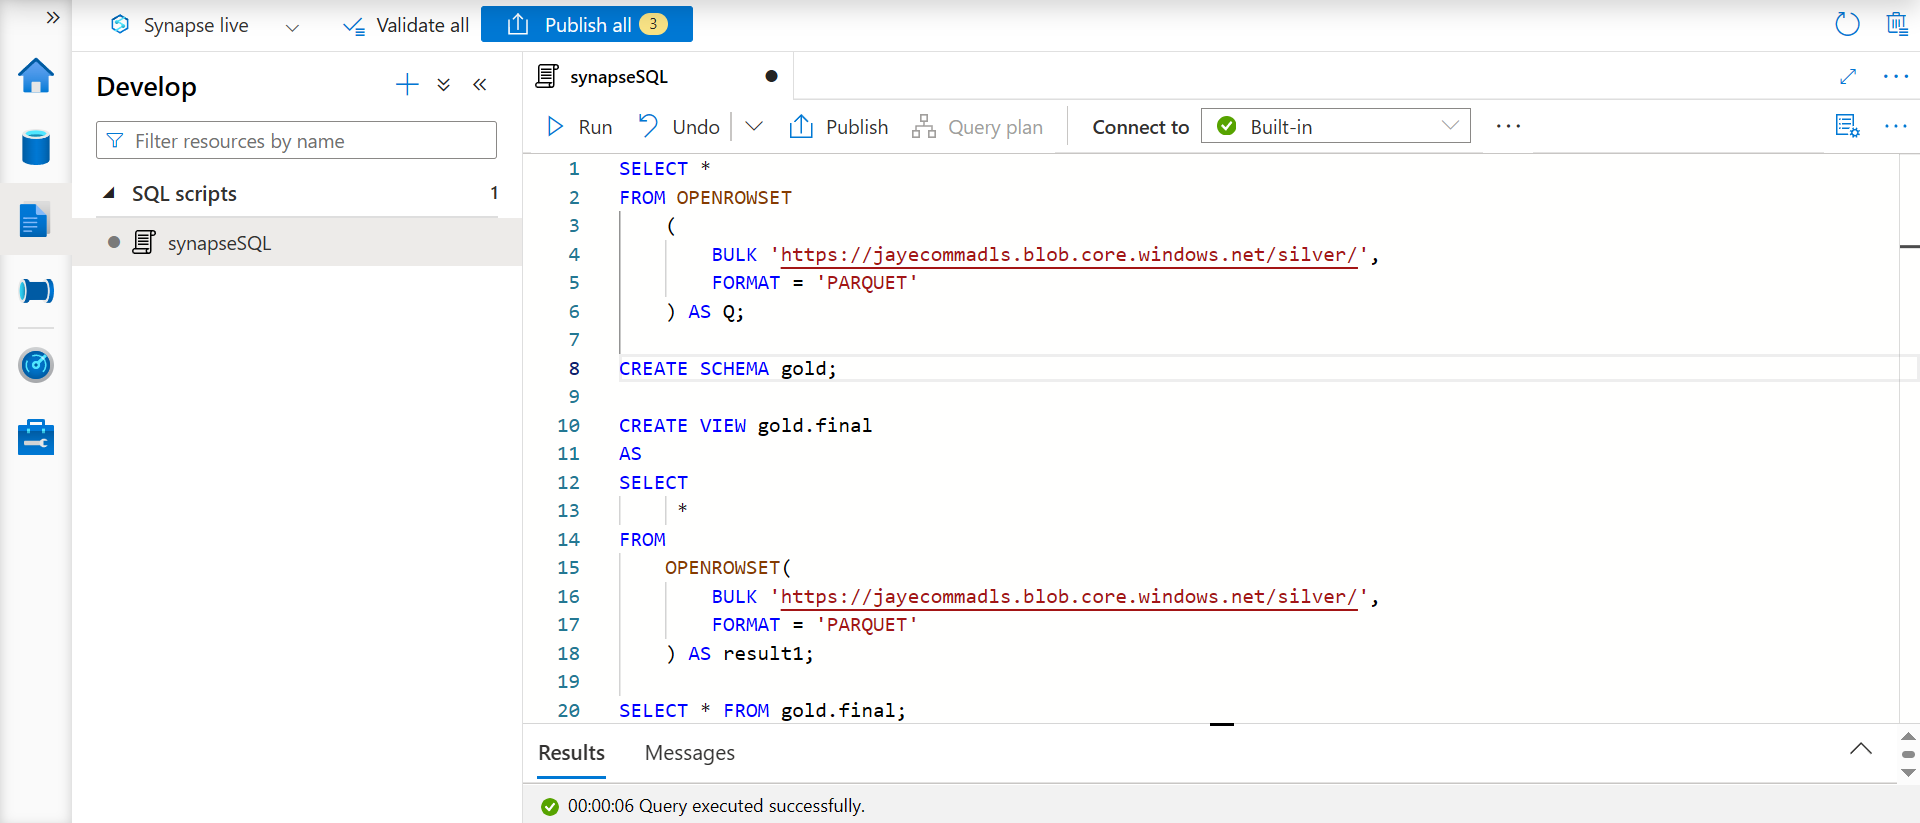 Synapse live
Validate all
Publish all 3
Develop
Filter resources by name
SQL scripts 1
synapseSQL
synapseSQL
Run Undo Publish Query plan Connect to Built-in
1 SELECT *
2 FROM OPENROWSET
3 (
4 BULK 'https://jayecommadls.blob.core.windows.net/silver/',
5 FORMAT = 'PARQUET'
6 ) AS Q;
7
8 CREATE SCHEMA gold;
9
10 CREATE VIEW gold.final
11 AS
12 SELECT
13 *
14 FROM
15 OPENROWSET(
16 BULK 'https://jayecommadls.blob.core.windows.net/silver/',
17 FORMAT = 'PARQUET'
18 ) AS result1;
19
20 SELECT * FROM gold.final;
Results Messages
00:00:06 Query executed successfully.